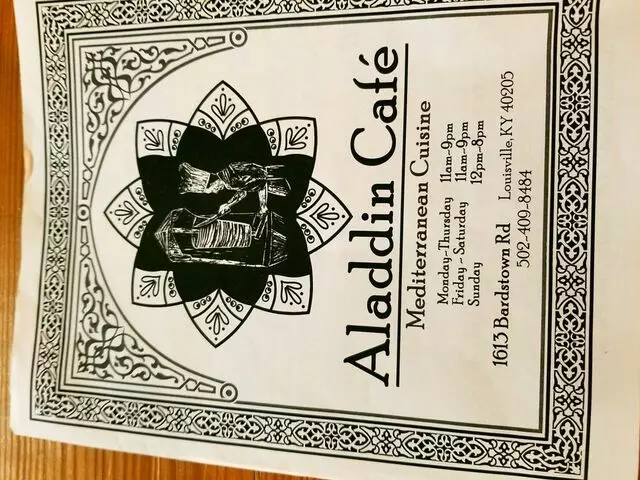 Aladdin Café
Mediterranean Cuisine
Monday-Thursday 11am-9pm
Friday - Saturday 11am-9pm
Sunday 12pm-8pm
1613 Bardstown Rd Louisville, KY 40205
502-409-8484